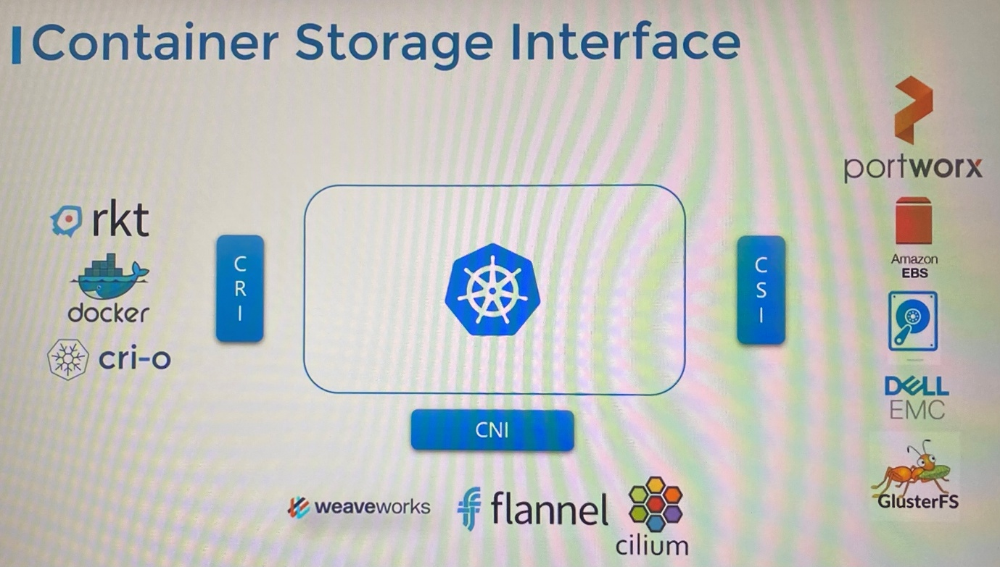 Container Storage Interface
portworx
rkt
Amazon
EBS
C
R
I
C
S
I
docker
cri-o
DELL
EMC
CNI
GlusterFS
weaveworks
flannel
cilium